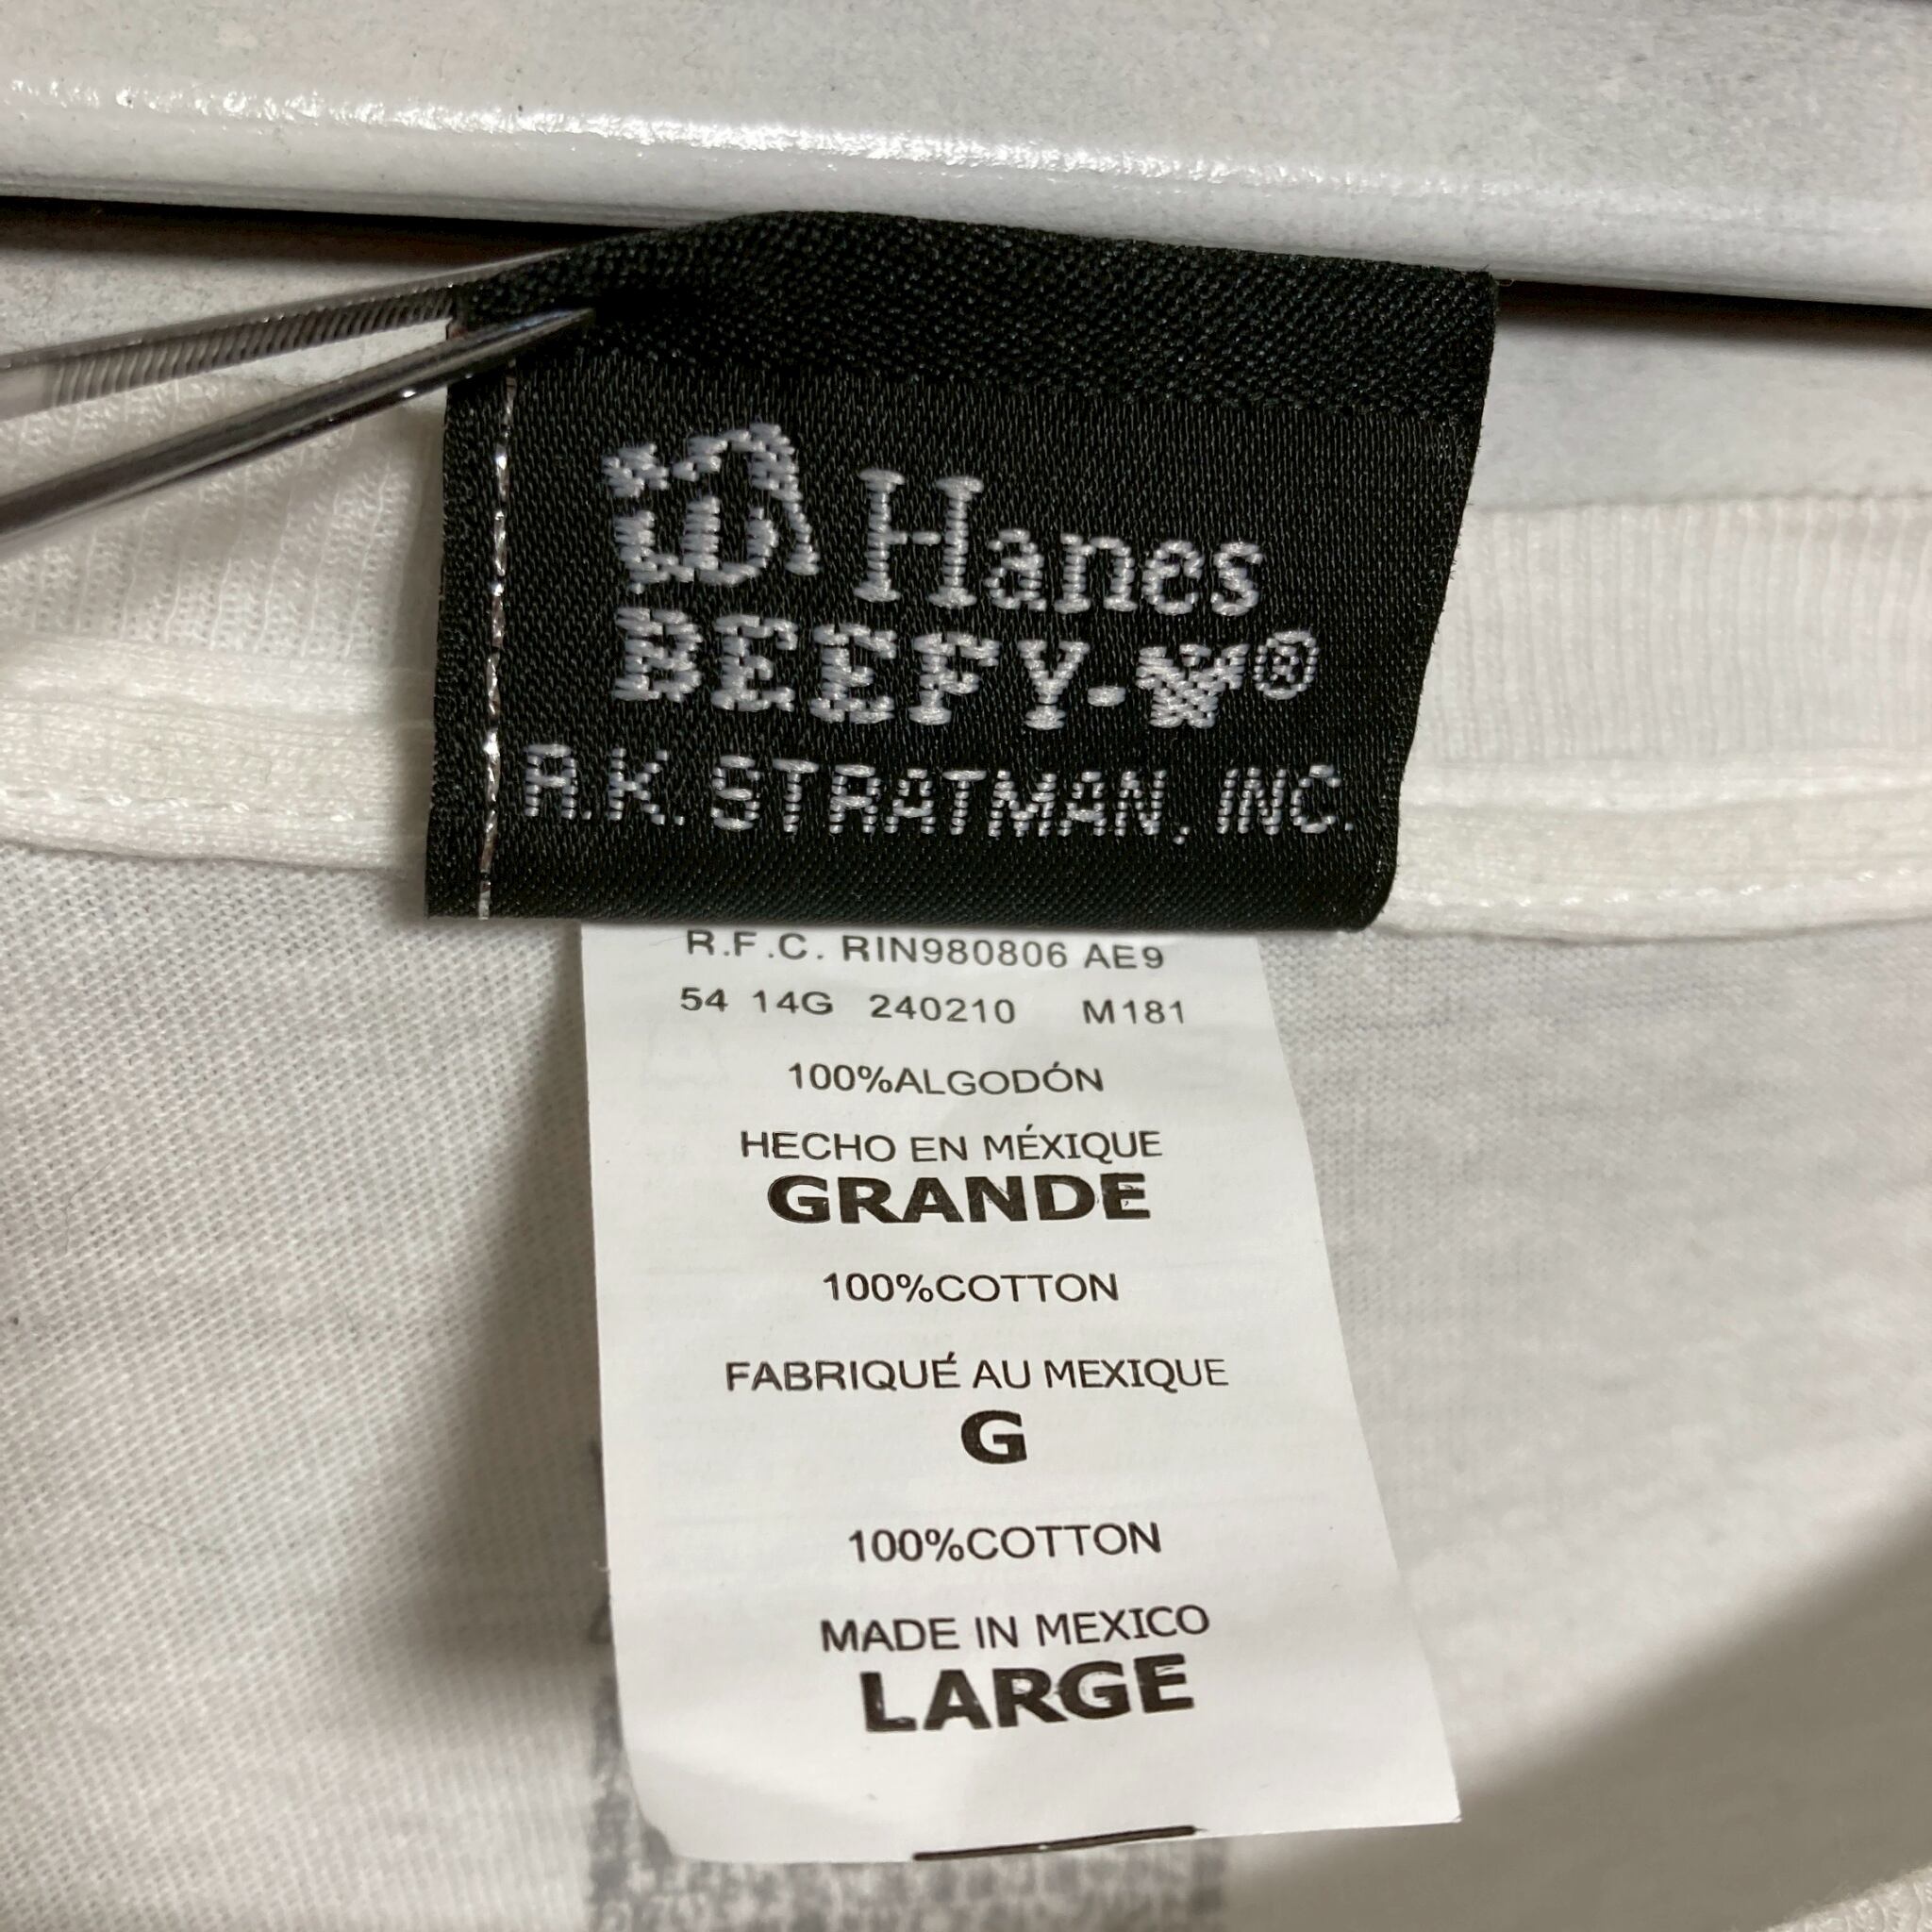 Hanes
BEEFY-T®
R.K. STRATMAN, INC.
R.F.C. RIN980806 AE9
54 14G 240210 M181
100%ALGODÓN
HECHO EN MÉXIQUE
GRANDE
100%COTTON
FABRIQUÉ AU MEXIQUE
G
100%COTTON
MADE IN MEXICO
LARGE